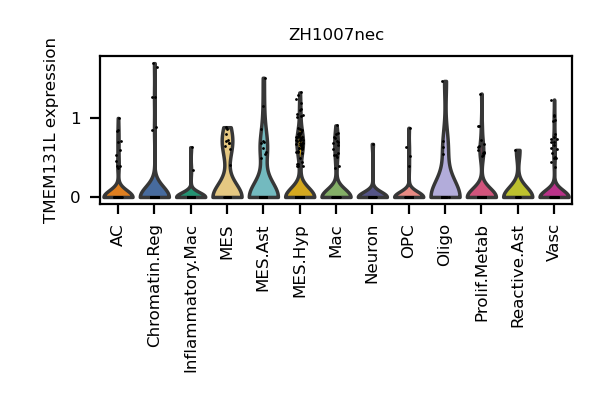 ZH1007nec
TMEM131L expression
1
0
AC
Chromatin.Reg
Inflammatory.Mac
MES
MES.Ast
MES.Hyp
Mac
Neuron
OPC
Oligo
Prolif.Metab
Reactive.Ast
Vasc